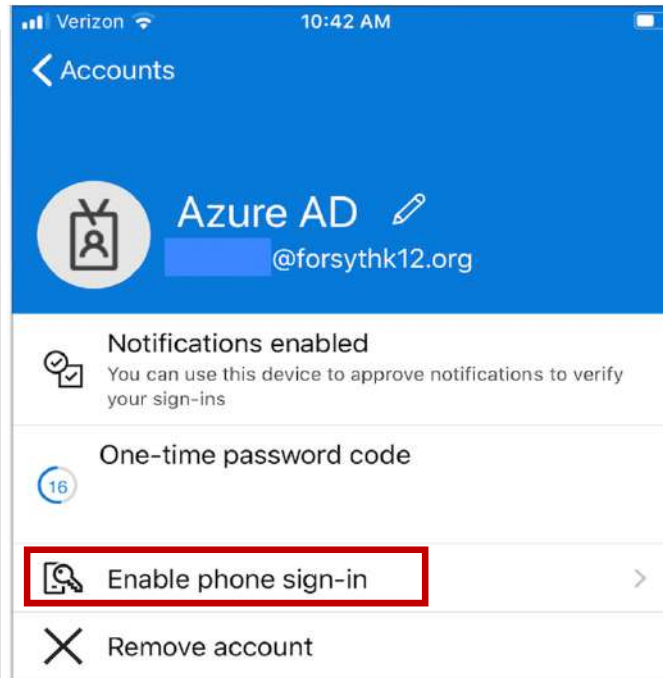 Verizon 10:42 AM
Accounts
Azure AD
@forsythk12.org
Notifications enabled
You can use this device to approve notifications to verify
your sign-ins
One-time password code
16
Enable phone sign-in
Remove account